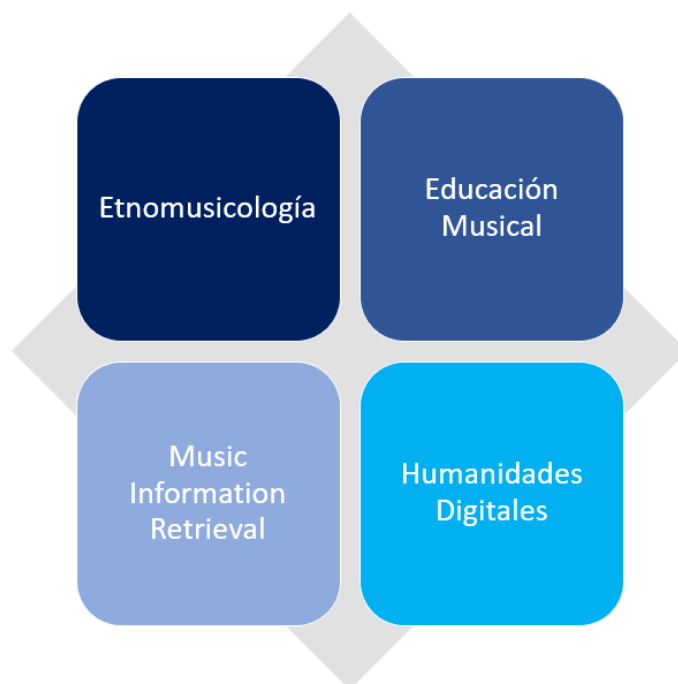 Etnomusicología
Educación
Musical
Music
Information
Retrieval
Humanidades
Digitales